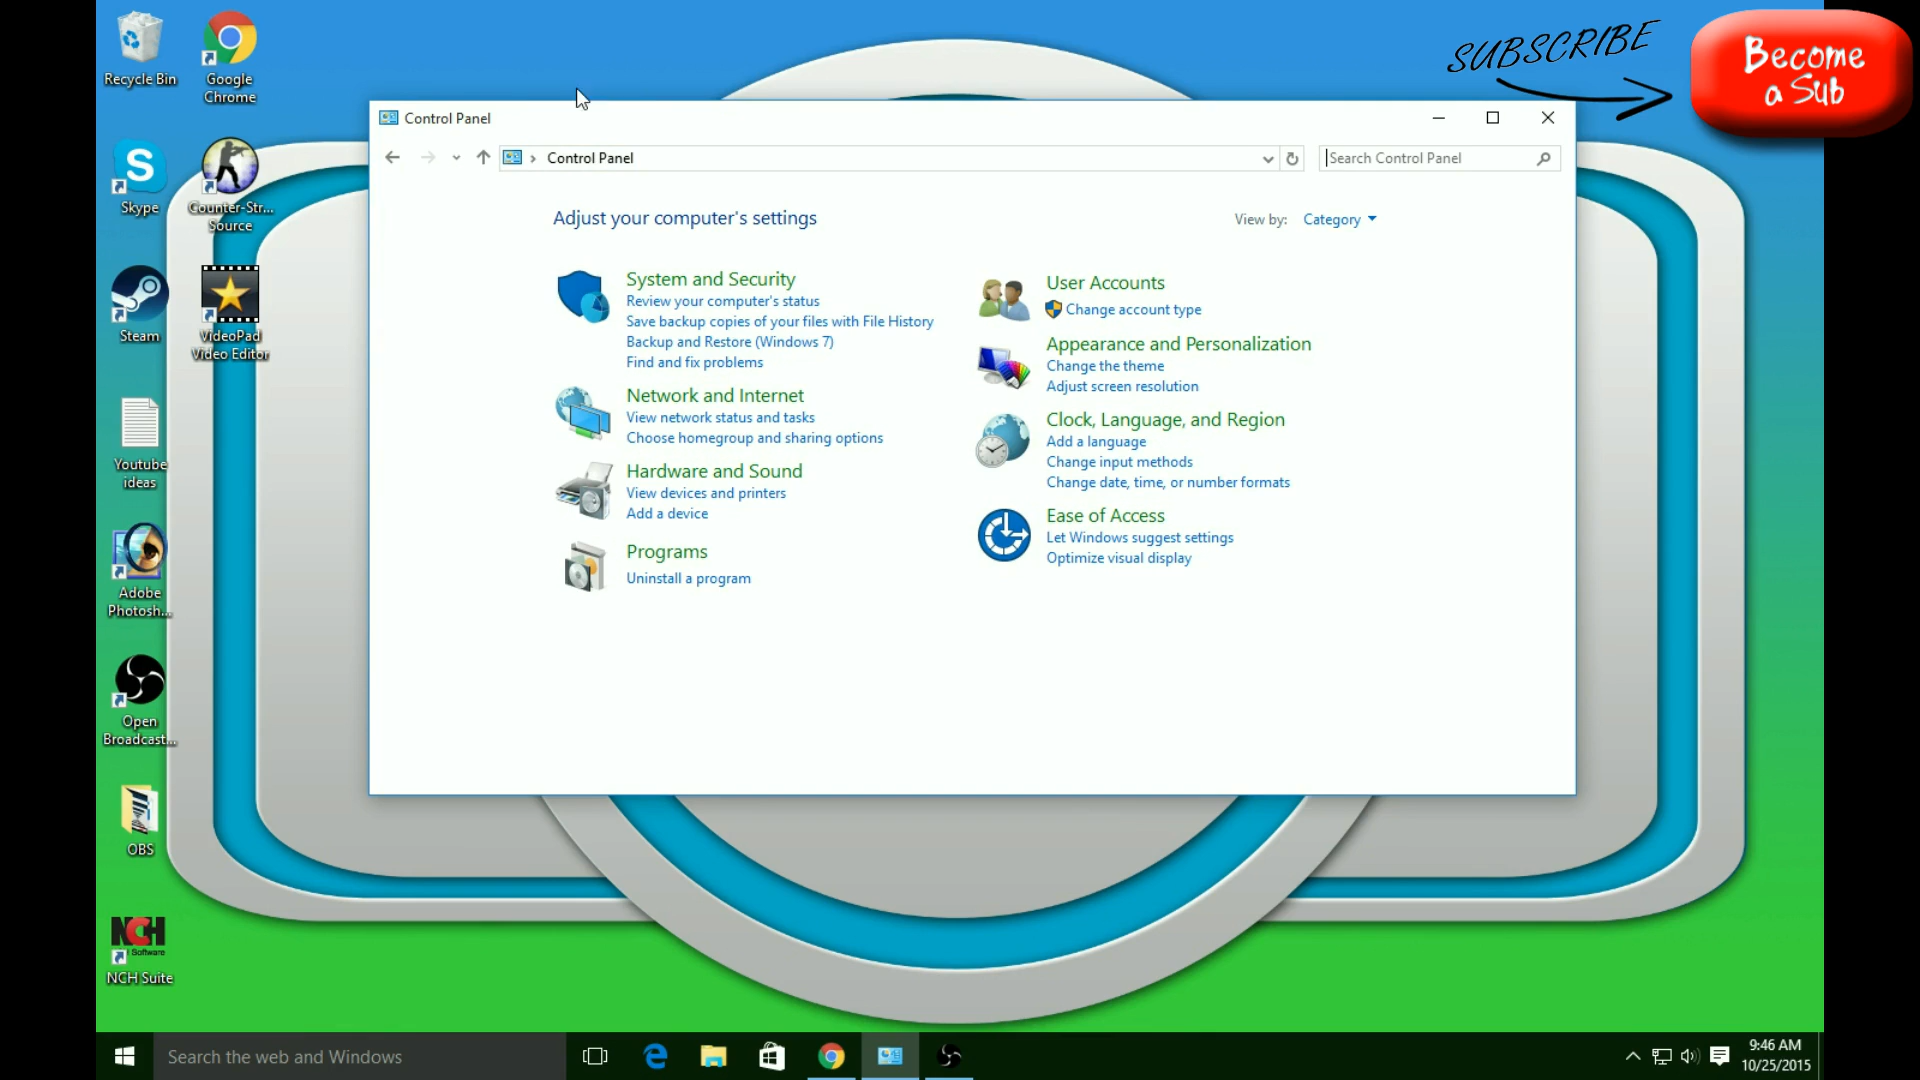 Recycle Bin
Google
Chrome
SUBSCRIBE
Become
a Sub
Control Panel
Control Panel
Search Control Panel
Skype
Counter-Str...
Source
Adjust your computer's settings
View by: Category
System and Security
Review your computer's status
Save backup copies of your files with File History
Backup and Restore (Windows 7)
Find and fix problems
Network and Internet
View network status and tasks
Choose homegroup and sharing options
Hardware and Sound
View devices and printers
Add a device
Programs
Uninstall a program
User Accounts
Change account type
Appearance and Personalization
Change the theme
Adjust screen resolution
Clock, Language, and Region
Add a language
Change input methods
Change date, time, or number formats
Ease of Access
Let Windows suggest settings
Optimize visual display
Steam
VideoPad
Video Editor
Youtube
ideas
Adobe
Photosh...
Open
Broadcast...
OBS
NCH
Software
NCH Suite
Search the web and Windows
9:46 AM
10/25/2015